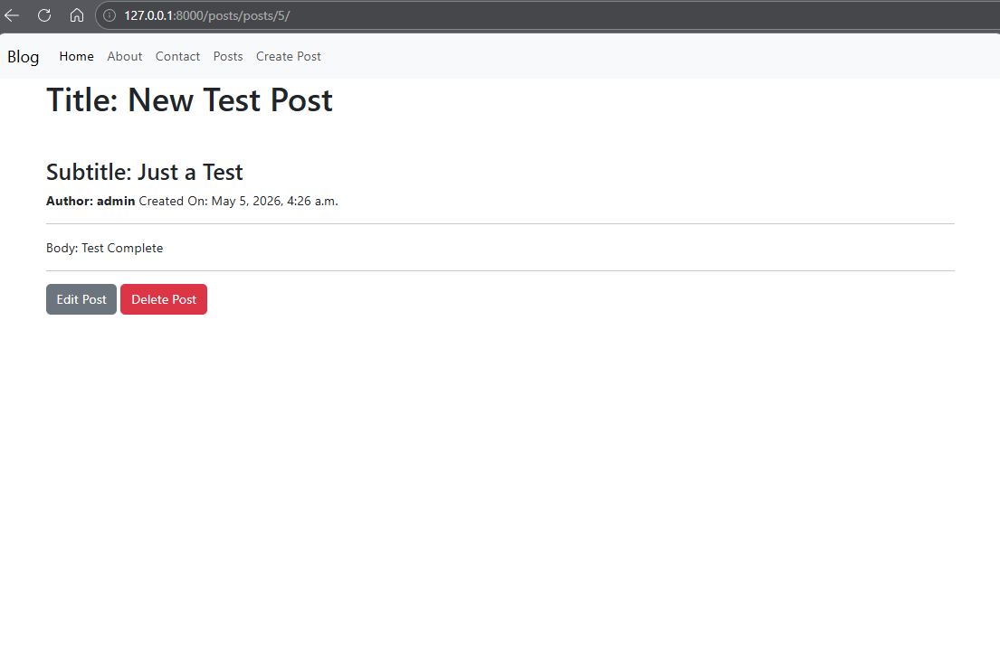 127.0.0.1:8000/posts/posts/5/
Blog Home About Contact Posts Create Post
Title: New Test Post
Subtitle: Just a Test
Author: admin Created On: May 5, 2026, 4:26 a.m.
Body: Test Complete
Edit Post Delete Post